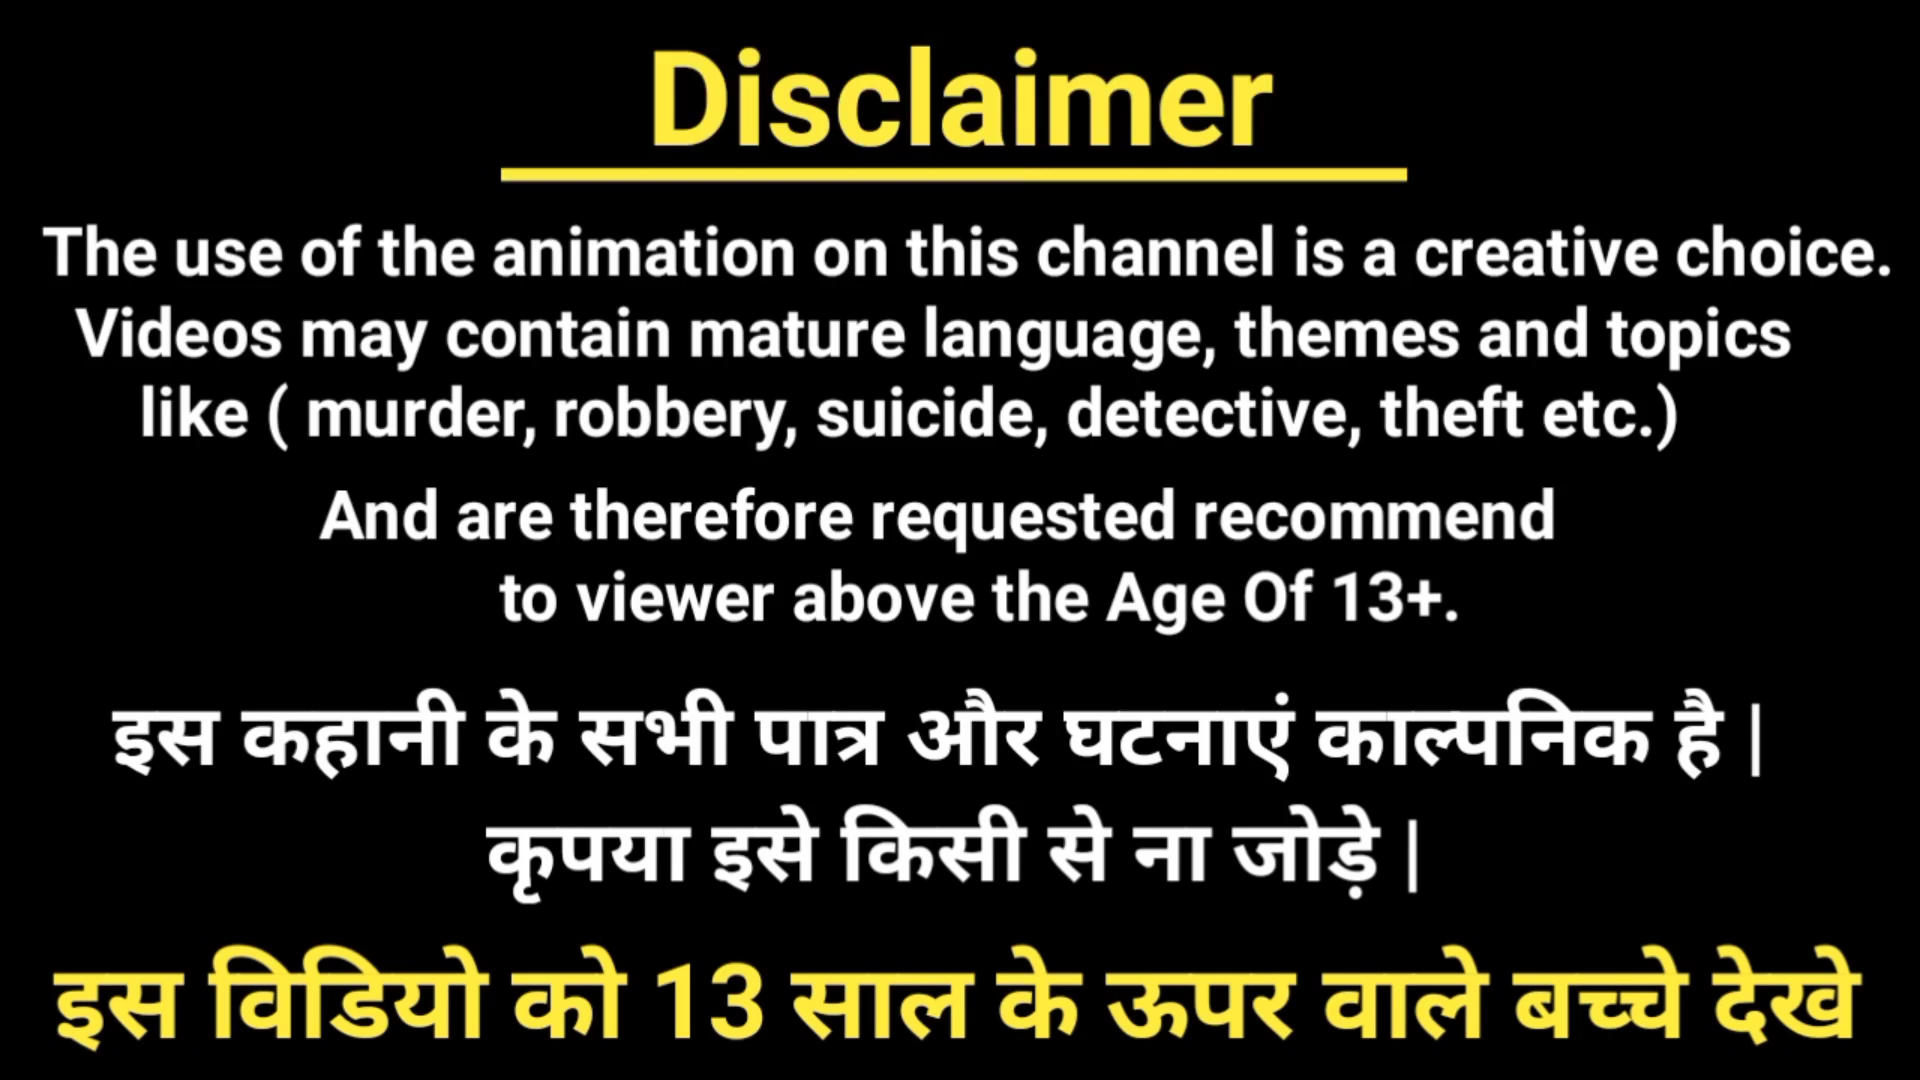 Disclaimer
The use of the animation on this channel is a creative choice.
Videos may contain mature language, themes and topics
like ( murder, robbery, suicide, detective, theft etc.)
And are therefore requested recommend
to viewer above the Age Of 13+.
इस कहानी के सभी पात्र और घटनाएं काल्पनिक है |
कृपया इसे किसी से ना जोड़े |
इस विडियो को 13 साल के ऊपर वाले बच्चे देखे